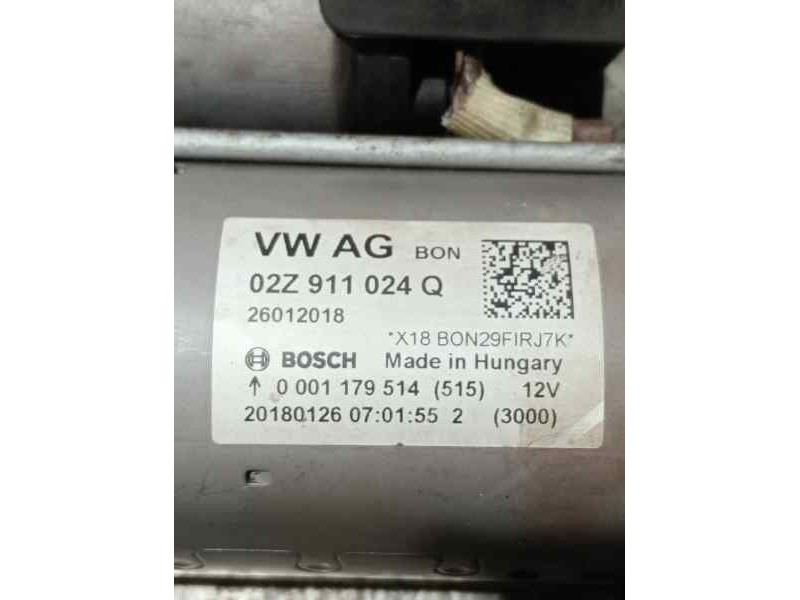 VW AG BON
02Z 911 024 Q
26012018
*X18 BON29FIRJ7K*
BOSCH Made in Hungary
↑ 0 001 179 514 (515) 12V
20180126 07:01:55 2 (3000)